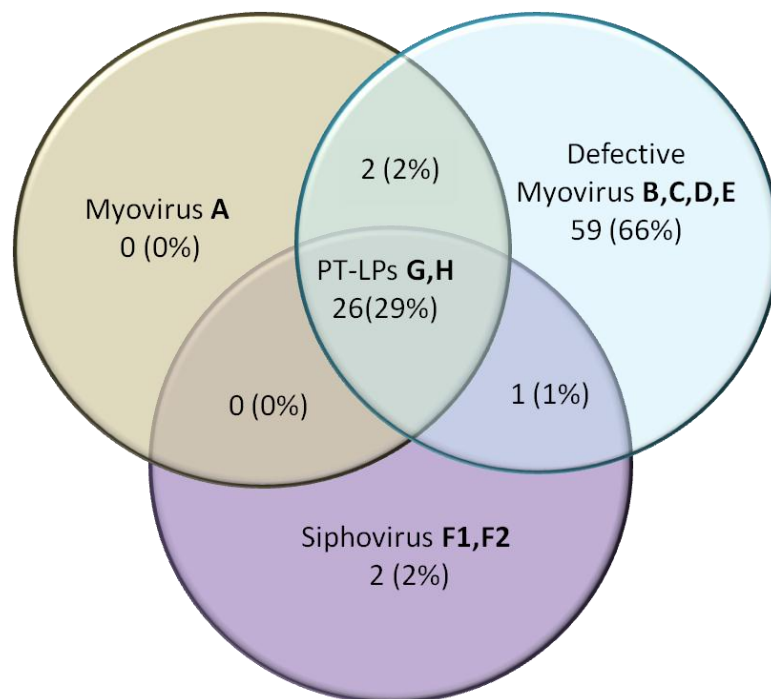 2 (2%)
Defective
Myovirus B,C,D,E
59 (66%)
Myovirus A
0 (0%)
PT-LPs G,H
26(29%)
0 (0%)
1 (1%)
Siphovirus F1,F2
2 (2%)